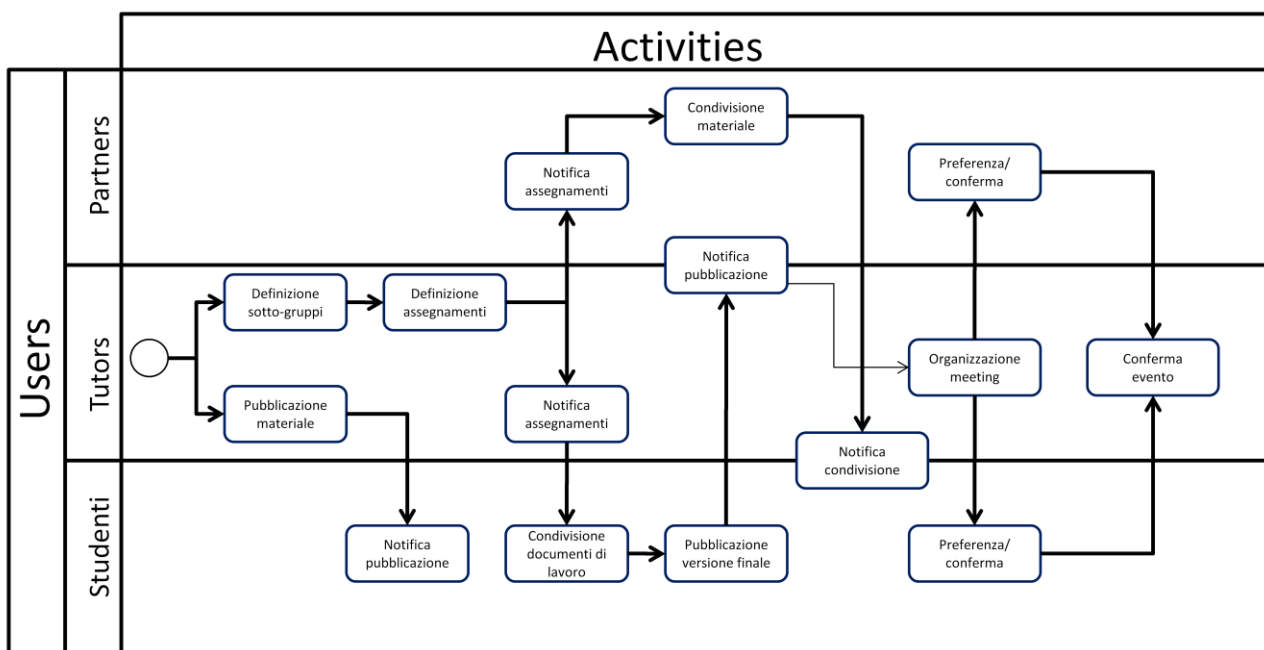 Activities
Users
Partners
Tutors
Studenti
Condivisione
materiale
Notifica
assegnamenti
Preferenza/
conferma
Notifica
pubblicazione
Definizione
sotto-gruppi
Definizione
assegnamenti
Organizzazione
meeting
Conferma
evento
Pubblicazione
materiale
Notifica
assegnamenti
Notifica
condivisione
Notifica
pubblicazione
Condivisione
documenti di
lavoro
Pubblicazione
versione finale
Preferenza/
conferma